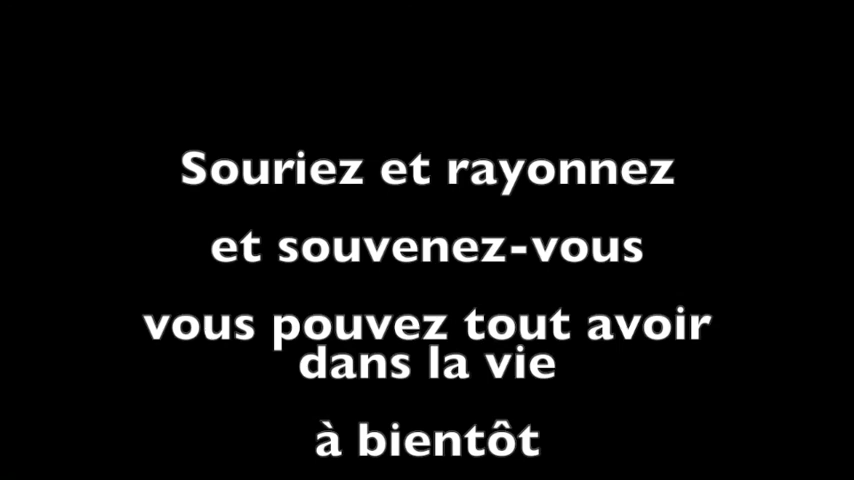 Souriez et rayonnez
et souvenez-vous
vous pouvez tout avoir
dans la vie
à bientôt